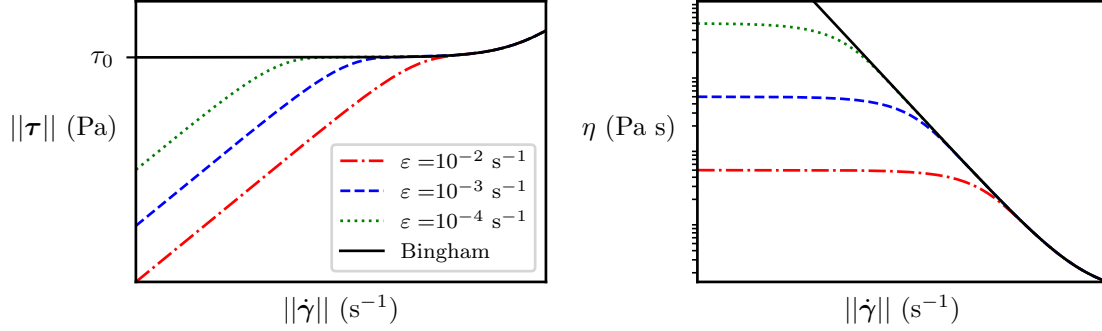 τ₀
||τ|| (Pa)
ε =10⁻² s⁻¹
ε =10⁻³ s⁻¹
ε =10⁻⁴ s⁻¹
Bingham
||γ̇|| (s⁻¹)
η (Pa s)
||γ̇|| (s⁻¹)